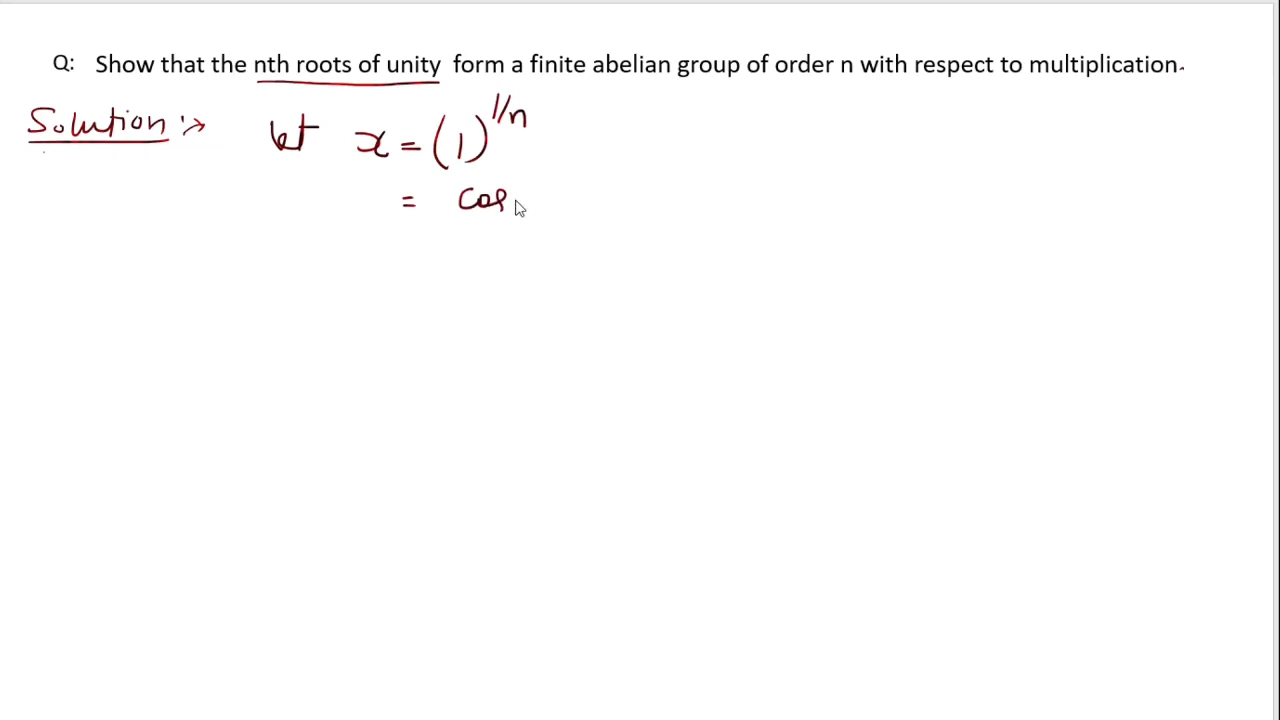 Q: Show that the nth roots of unity form a finite abelian group of order n with respect to multiplication.
Solution :→ let x = (1)^{1/n}
= Cos